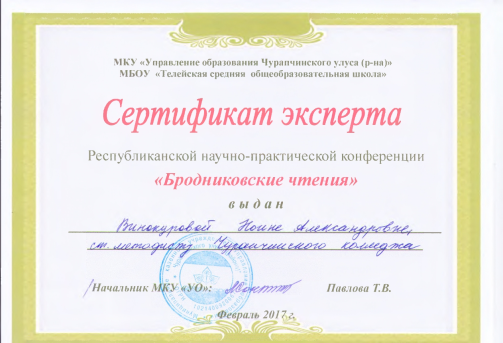 МКУ «Управление образования Чурапчинского улуса (р-на)»
МБОУ «Телейская средняя общеобразовательная школа»
Сертификат эксперта
Республиканской научно-практической конференции
«Бродниковские чтения»
выдан
Винокуровой Нине Александровне,
ст. методисту Чурапчинского колледжа
Начальник МКУ «УО»: Павлова Т.В.
Февраль 2017 г.